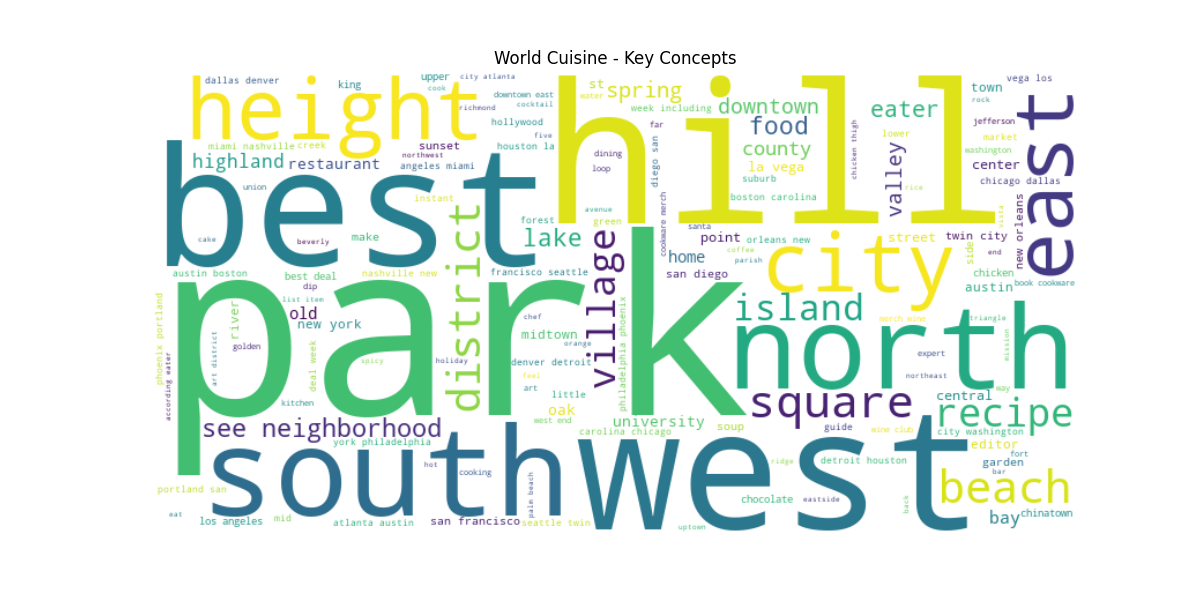 World Cuisine - Key Concepts
dallas denver
king
upper
city atlanta
cook
height
richmond
downtown east
cocktail
hollywood
five
hill
st
water
spring
week including
downtown
food
county
la vega
eater
town
vega los
rock
jefferson
market
washington
center
chicago dallas
east
miami nashville
creek
sunset
northwest
houston la
highland
restaurant
angeles miami
far
dining
loop
diego san
suburb
boston carolina
chicken thigh
lower
valley
rice
best
union
instant
cake
beverly
make
forest
avenue
green
lake
cookware merch
santa
point
orleans new
coffee
parish
home
san diego
street
city
side
twin city
end
vista
new orleans
chicken
austin
book cookware
austin boston
best deal
dip
nashville new
francisco seattle
district
village
list item
park
phoenix portland
according eater
art district
river
golden
old
new york
deal week
spicy
holiday
kitchen
chef
midtown
orange
denver detroit
feel
art
little
west end
oak
philadelphia phoenix
island
merch wine
north
triangle
mission
expert
northeast
way
square
central
recipe
see neighborhood
york philadelphia
university
carolina chicago
soup
guide
wine club
city washington
editor
fort
garden
bar
southwest
hot
cooking
palm beach
ridge
detroit houston
chocolate
eastside
back
beach
bay
chinatown
portland san
eat
los angeles
mid
atlanta austin
san francisco
seattle twin
uptown